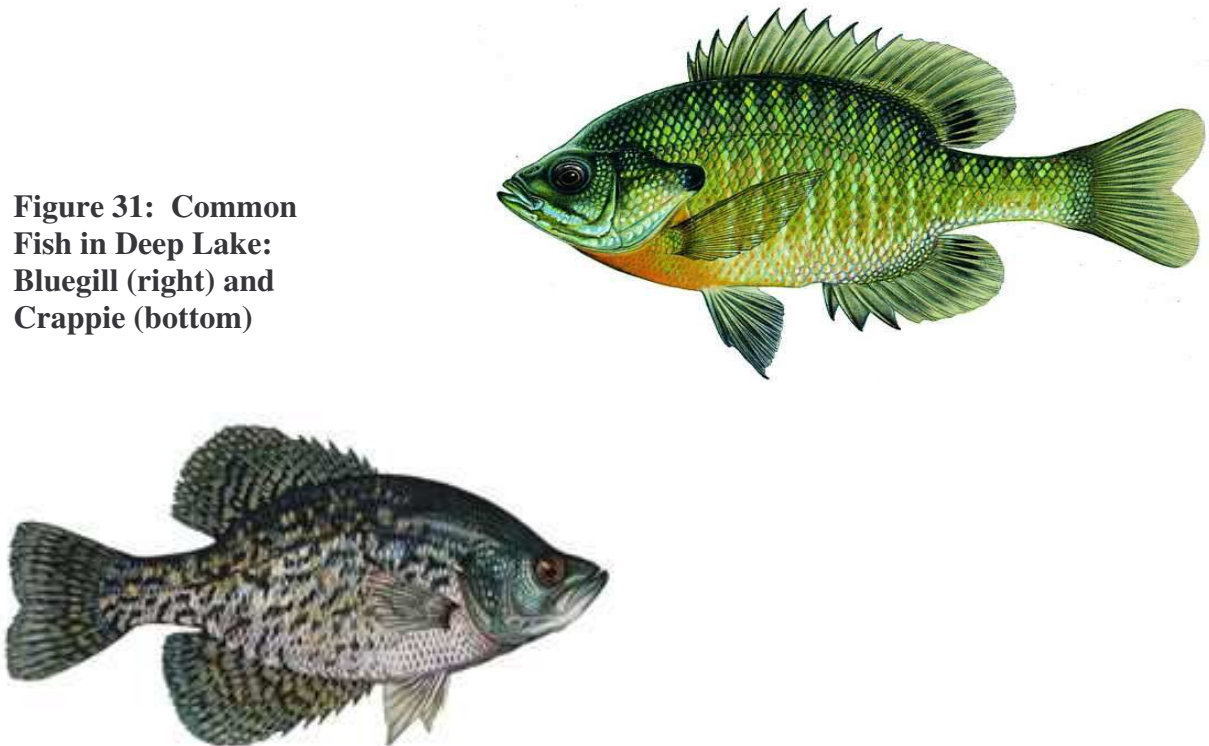 Figure 31:  Common
Fish in Deep Lake:
Bluegill (right) and
Crappie (bottom)